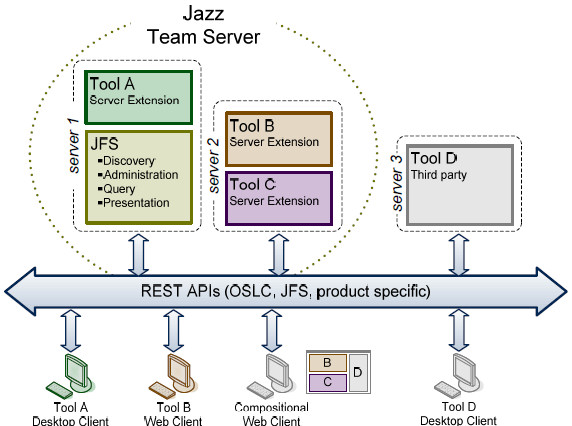 Jazz
Team Server
server 1
Tool A
Server Extension
JFS
▪Discovery
▪Administration
▪Query
▪Presentation
server 2
Tool B
Server Extension
Tool C
Server Extension
server 3
Tool D
Third party
REST APIs (OSLC, JFS, product specific)
Tool A
Desktop Client
Tool B
Web Client
Compositional
Web Client
B
C
D
Tool D
Desktop Client